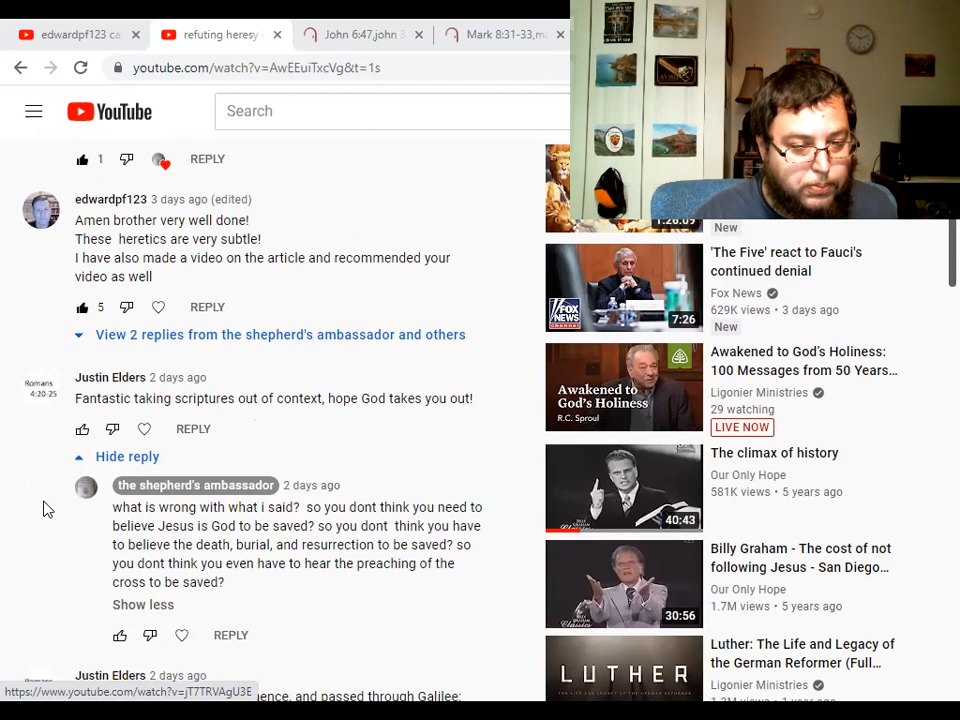 edwardpf123 ca
refuting heresy
John 6:47,john 3
Mark 8:31-33,ma
youtube.com/watch?v=AwEEuiTxcVg&t=1s
YouTube
Search
1
REPLY
edwardpf123 3 days ago (edited)
Amen brother very well done!
These heretics are very subtle!
I have also made a video on the article and recommended your
video as well
5
REPLY
View 2 replies from the shepherd's ambassador and others
Romans
4:20-25
Justin Elders 2 days ago
Fantastic taking scriptures out of context, hope God takes you out!
REPLY
Hide reply
the shepherd's ambassador 2 days ago
what is wrong with what i said? so you dont think you need to
believe Jesus is God to be saved? so you dont think you have
to believe the death, burial, and resurrection to be saved? so
you dont think you even have to hear the preaching of the
cross to be saved?
Show less
REPLY
Justin Elders 2 days ago
ence, and passed through Galilee;
https://www.youtube.com/watch?v=jT7TRVAgU3E
1:26:09
New
FOX
NEWS
channel
7:26
'The Five' react to Fauci's
continued denial
Fox News
629K views • 3 days ago
New
Awakened to
God's Holiness
R.C. Sproul
Awakened to God's Holiness:
100 Messages from 50 Years...
Ligonier Ministries
29 watching
LIVE NOW
40:43
The climax of history
Our Only Hope
581K views • 5 years ago
30:56
Billy Graham - The cost of not
following Jesus - San Diego...
Our Only Hope
1.7M views • 5 years ago
LUTHER
Luther: The Life and Legacy of
the German Reformer (Full...
Ligonier Ministries